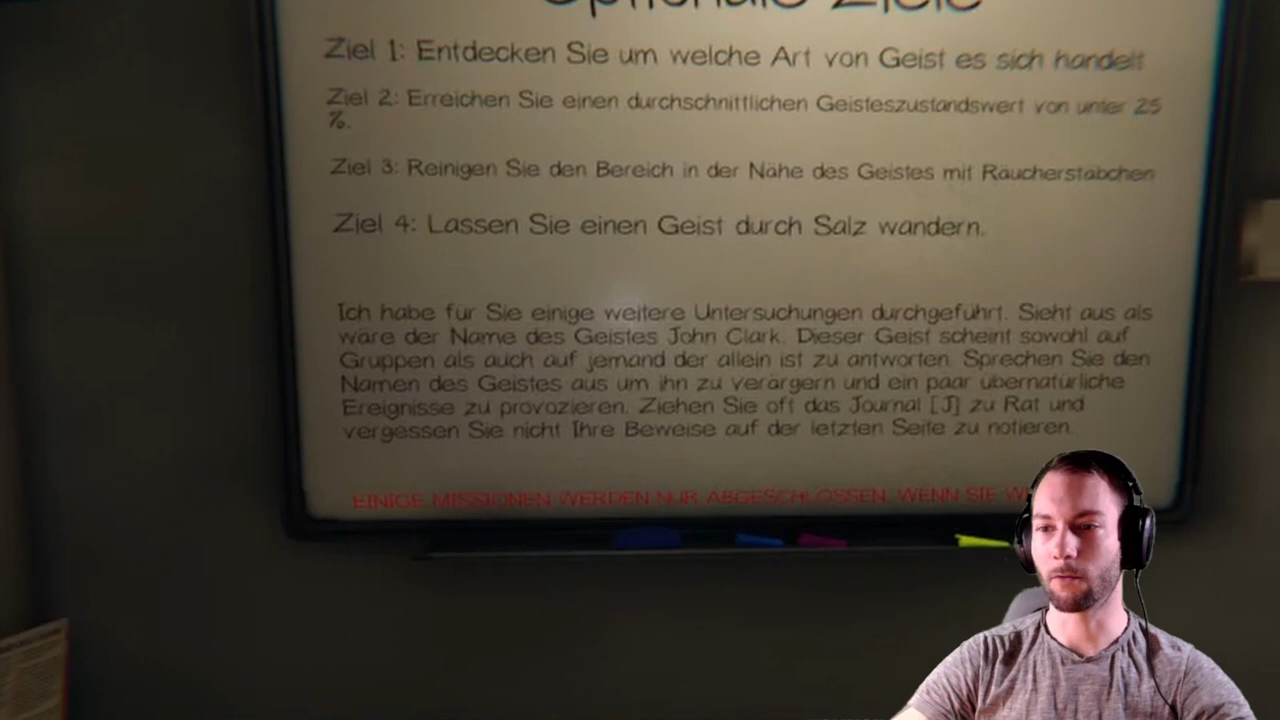 Optionale Ziele
Ziel 1: Entdecken Sie um welche Art von Geist es sich handelt
Ziel 2: Erreichen Sie einen durchschnittlichen Geisteszustandswert von unter 25
%.
Ziel 3: Reinigen Sie den Bereich in der Nähe des Geistes mit Räucherstäbchen
Ziel 4: Lassen Sie einen Geist durch Salz wandern.
Ich habe für Sie einige weitere Untersuchungen durchgeführt. Sieht aus als
wäre der Name des Geistes John Clark. Dieser Geist scheint sowohl auf
Gruppen als auch auf jemand der allein ist zu antworten. Sprechen Sie den
Namen des Geistes aus um ihn zu verärgern und ein paar übernatürliche
Ereignisse zu provozieren. Ziehen Sie oft das Journal [J] zu Rat und
vergessen Sie nicht Ihre Beweise auf der letzten Seite zu notieren.
EINIGE MISSIONEN WERDEN NUR ABGESCHLOSSEN, WENN SIE